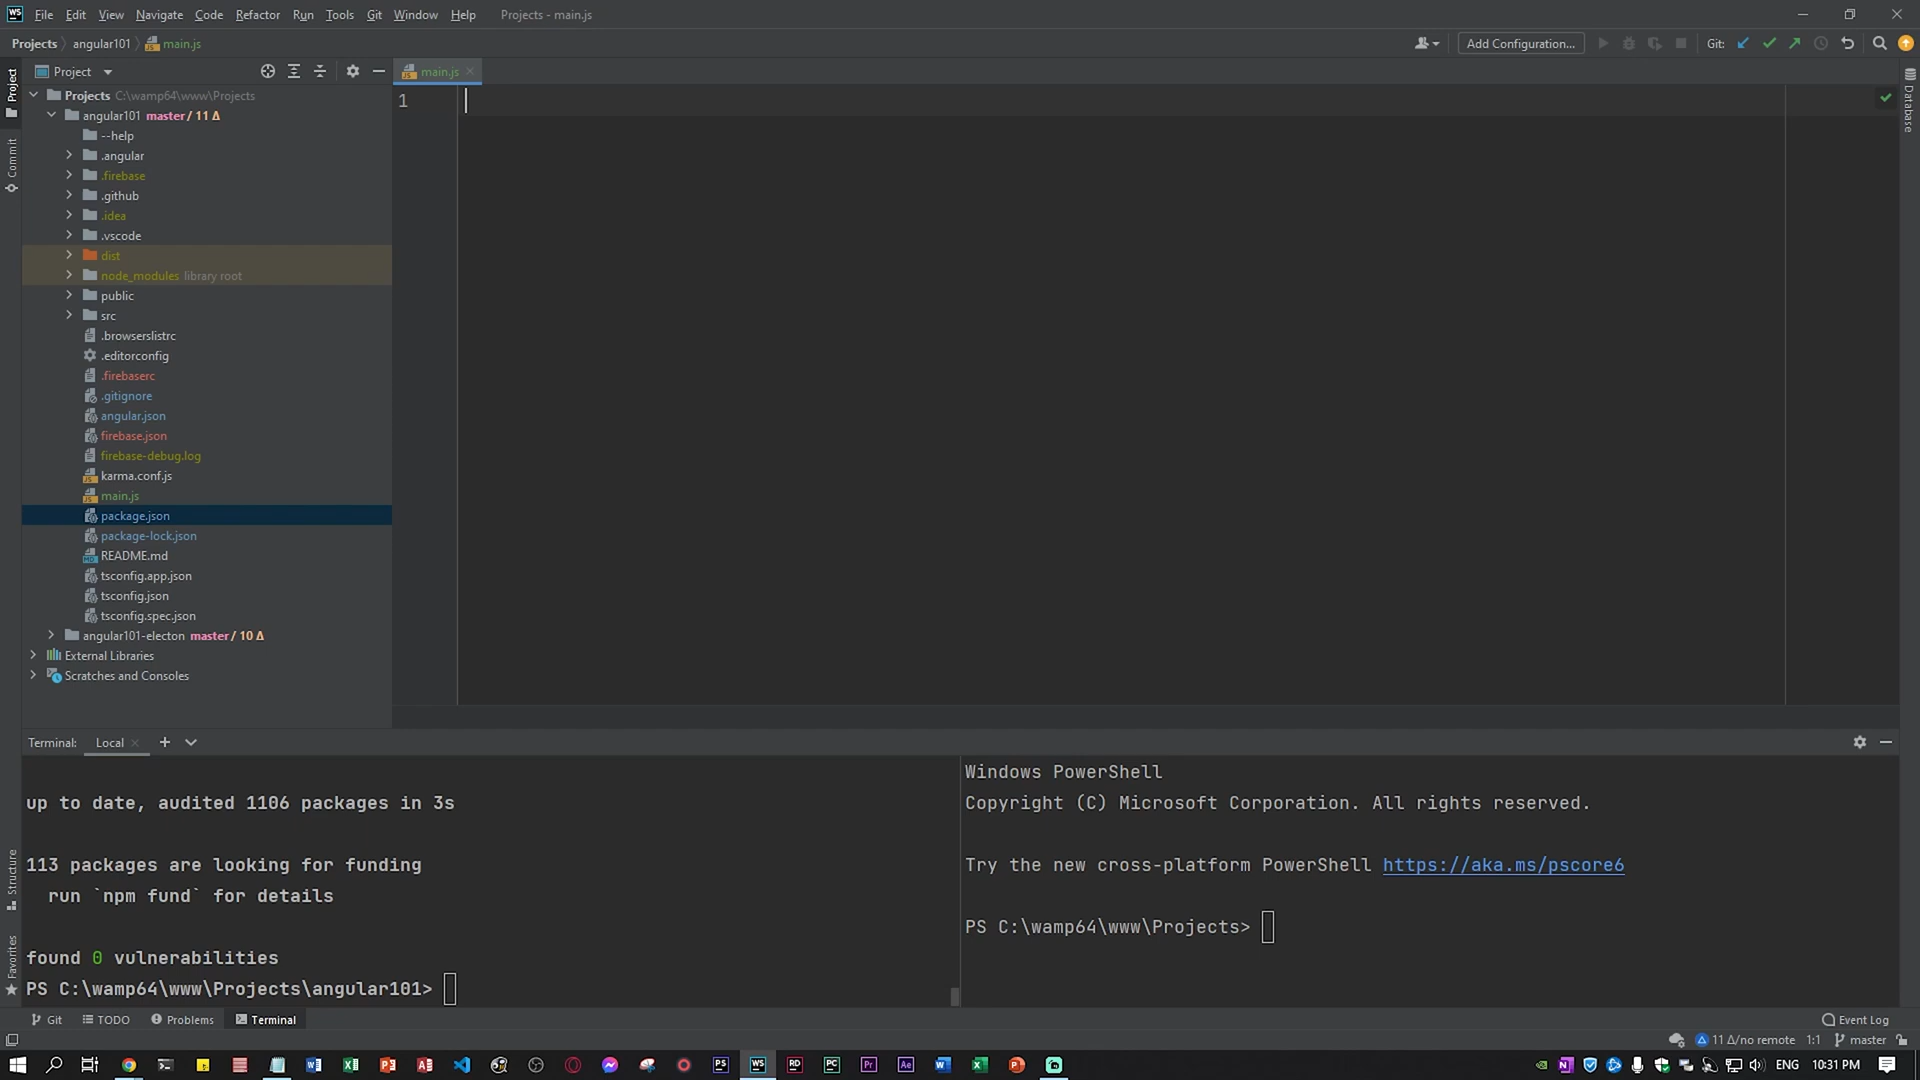 File Edit View Navigate Code Refactor Run Tools Git Window Help Projects - main.js
Projects angular101 main.js
Add Configuration... Git:
Project
main.js
Projects C:\wamp64\www\Projects
1
angular101 master / 11 Δ
--help
.angular
.firebase
.github
.idea
.vscode
dist
node_modules library root
public
src
.browserslistrc
.editorconfig
.firebaserc
.gitignore
angular.json
firebase.json
firebase-debug.log
karma.conf.js
main.js
package.json
package-lock.json
README.md
tsconfig.app.json
tsconfig.json
tsconfig.spec.json
angular101-electon master / 10 Δ
External Libraries
Scratches and Consoles
Project
Commit
Structure
Favorites
Database
Terminal: Local
up to date, audited 1106 packages in 3s
113 packages are looking for funding
run `npm fund` for details
found 0 vulnerabilities
PS C:\wamp64\www\Projects\angular101>
Windows PowerShell
Copyright (C) Microsoft Corporation. All rights reserved.
Try the new cross-platform PowerShell https://aka.ms/pscore6
PS C:\wamp64\www\Projects>
Git TODO Problems Terminal
Event Log
11 Δ/no remote 1:1 master
ENG 10:31 PM